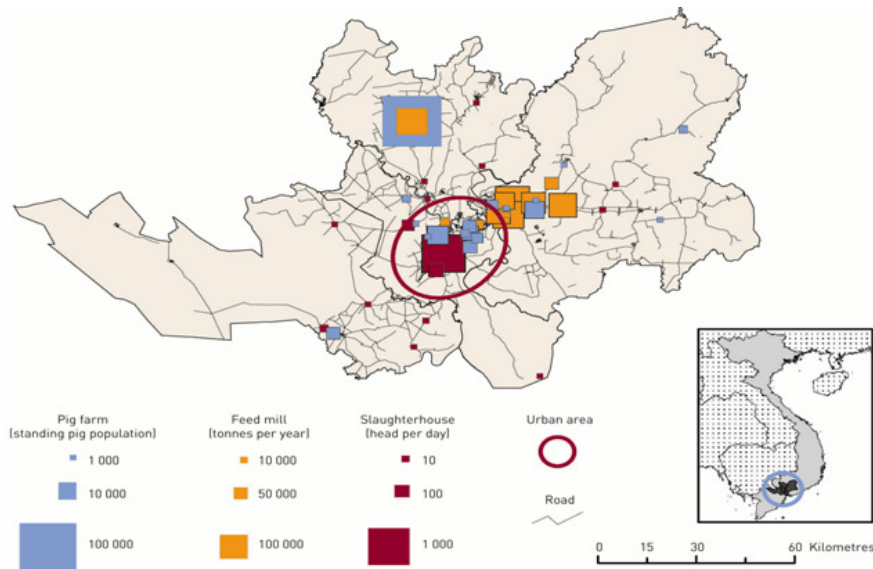 Pig farm
(standing pig population)
1 000
10 000
100 000
Feed mill
(tonnes per year)
10 000
50 000
100 000
Slaughterhouse
(head per day)
10
100
1 000
Urban area
Road
0 15 30 60 Kilometres